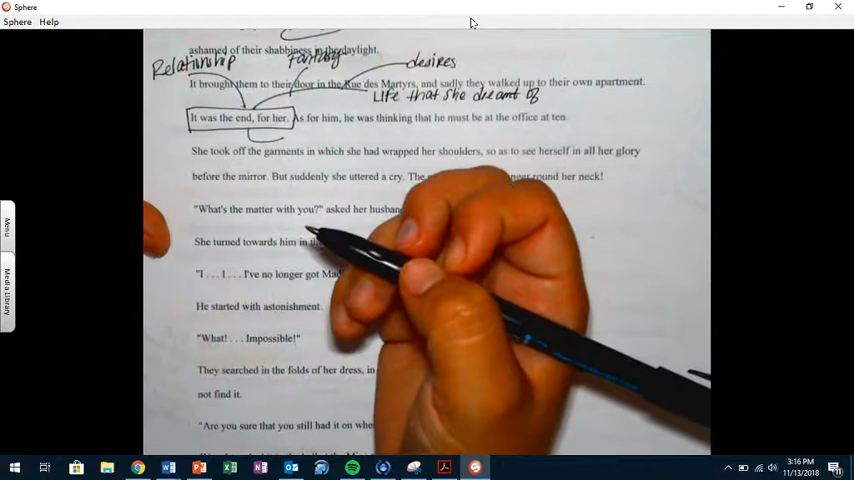 Sphere
Sphere Help
ashamed of their shabbiness in the daylight.
Relationship Fantasy desires
It brought them to their door in the Rue des Martyrs, and sadly they walked up to their own apartment.
Life that she dreamt of
It was the end, for her. As for him, he was thinking that he must be at the office at ten.
She took off the garments in which she had wrapped her shoulders, so as to see herself in all her glory
before the mirror. But suddenly she uttered a cry. The round her neck!
"What's the matter with you?" asked her
She turned towards him in
"I . . . I . . . I've no longer got
He started with astonishment.
"What! . . . Impossible!"
They searched in the folds of her dress, in
not find it.
"Are you sure that you still had it on
Menu
Media Library
3:16 PM
11/13/2018